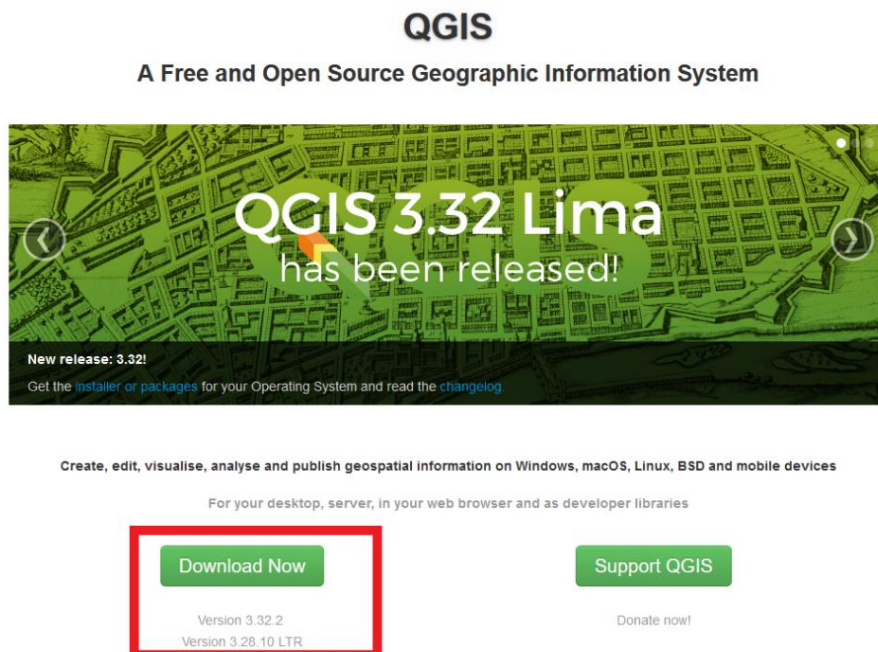 QGIS
A Free and Open Source Geographic Information System
QGIS 3.32 Lima
has been released!
New release: 3.32!
Get the installer or packages for your Operating System and read the changelog.
Create, edit, visualise, analyse and publish geospatial information on Windows, macOS, Linux, BSD and mobile devices
For your desktop, server, in your web browser and as developer libraries
Download Now
Support QGIS
Version 3.32.2
Donate now!
Version 3.28.10 LTR